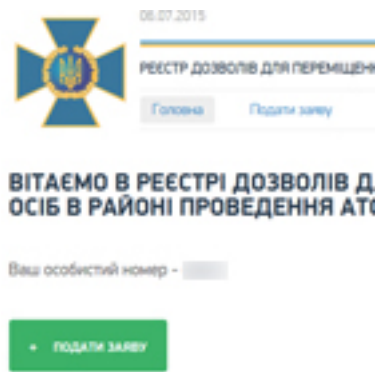 06.07.2015
РЕЄСТР ДОЗВОЛІВ ДЛЯ ПЕРЕМІЩЕН
Головна Подати заяву
ВІТАЄМО В РЕЄСТРІ ДОЗВОЛІВ Д
ОСІБ В РАЙОНІ ПРОВЕДЕННЯ АТО
Ваш особистий номер -
+ ПОДАТИ ЗАЯВУ